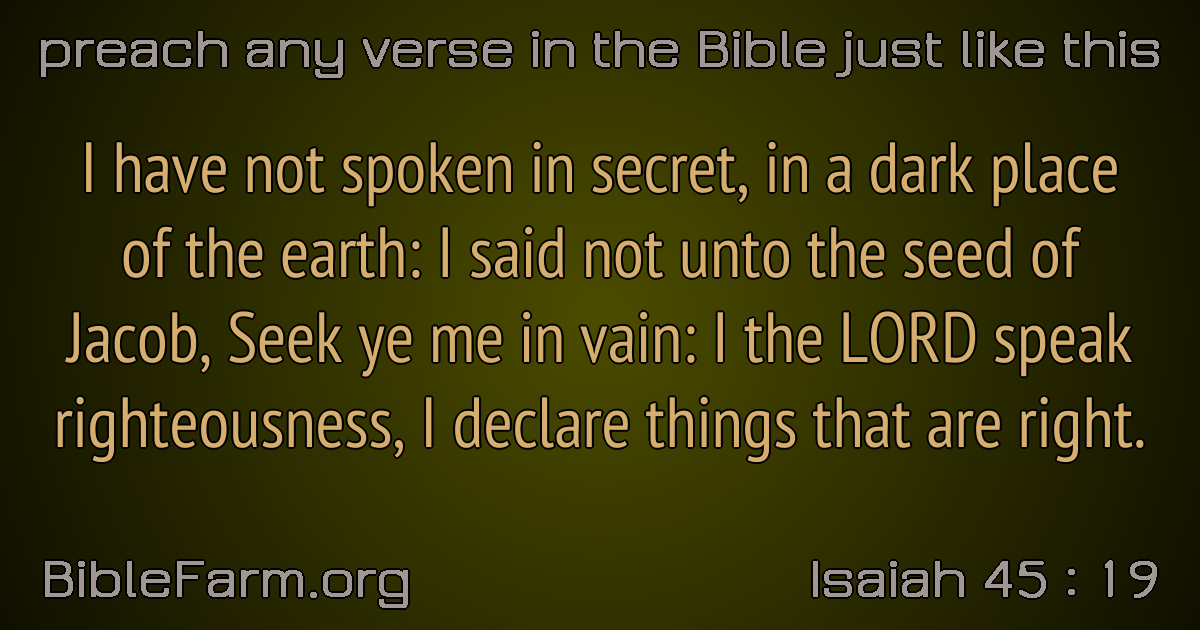 preach any verse in the Bible just like this
I have not spoken in secret, in a dark place
of the earth: I said not unto the seed of
Jacob, Seek ye me in vain: I the LORD speak
righteousness, I declare things that are right.
BibleFarm.org
Isaiah 45 : 19